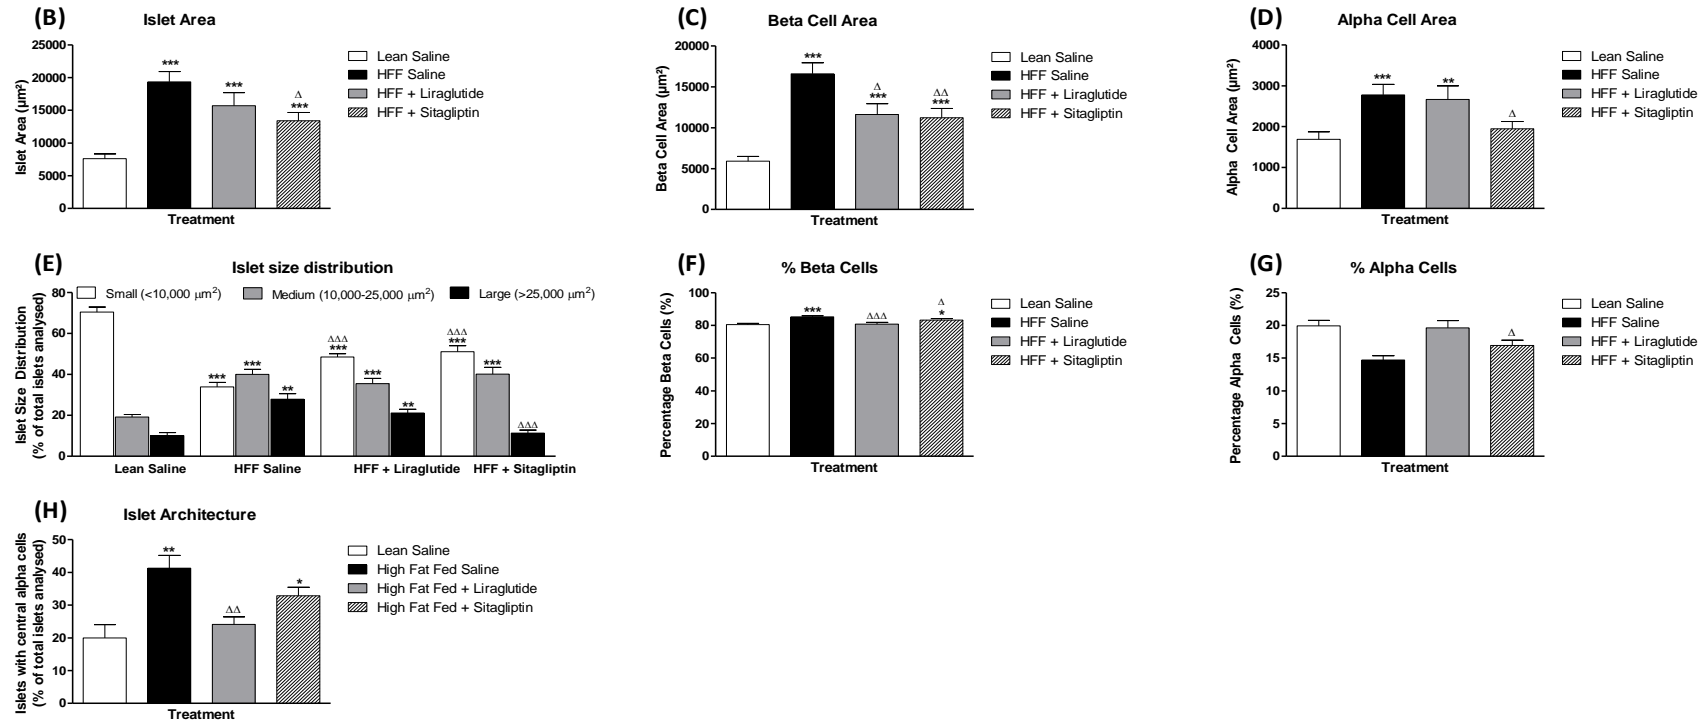 (B)
Islet Area
Islet Area (µm²)
25000
20000
15000
10000
5000
0
***
***
Δ
***
Treatment
Lean Saline
HFF Saline
HFF + Liraglutide
HFF + Sitagliptin
(C)
Beta Cell Area
Beta Cell Area (µm²)
20000
15000
10000
5000
0
***
Δ
***
ΔΔ
***
Treatment
Lean Saline
HFF Saline
HFF + Liraglutide
HFF + Sitagliptin
(D)
Alpha Cell Area
Alpha Cell Area (µm²)
4000
3000
2000
1000
0
***
**
Δ
Treatment
Lean Saline
HFF Saline
HFF + Liraglutide
HFF + Sitagliptin
(E)
Islet size distribution
Small (<10,000 µm²) Medium (10,000-25,000 µm²) Large (>25,000 µm²)
Islet Size Distribution
(% of total islets analysed)
80
60
40
20
0
***
***
**
ΔΔΔ
***
***
**
ΔΔΔ
***
***
ΔΔΔ
Lean Saline HFF Saline HFF + Liraglutide HFF + Sitagliptin
(F)
% Beta Cells
Percentage Beta Cells (%)
100
80
60
40
20
0
***
ΔΔΔ
Δ
*
Treatment
Lean Saline
HFF Saline
HFF + Liraglutide
HFF + Sitagliptin
(G)
% Alpha Cells
Percentage Alpha Cells (%)
25
20
15
10
5
0
Δ
Treatment
Lean Saline
HFF Saline
HFF + Liraglutide
HFF + Sitagliptin
(H)
Islet Architecture
Islets with central alpha cells
(% of total islets analysed)
50
40
30
20
10
0
**
ΔΔ
*
Treatment
Lean Saline
High Fat Fed Saline
High Fat Fed + Liraglutide
High Fat Fed + Sitagliptin